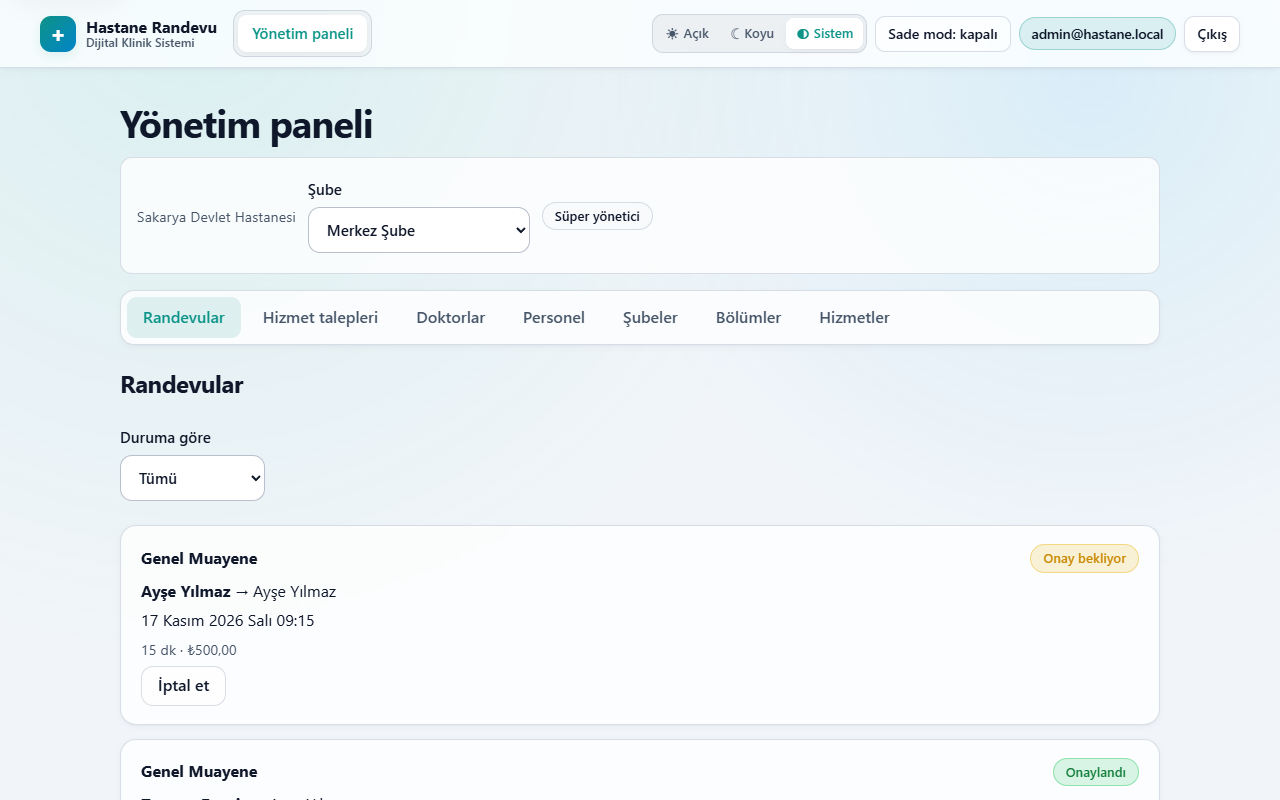 Hastane Randevu
Dijital Klinik Sistemi
Yönetim paneli
Açık
Koyu
Sistem
Sade mod: kapalı
admin@hastane.local
Çıkış
Yönetim paneli
Sakarya Devlet Hastanesi
Şube
Merkez Şube
Süper yönetici
Randevular
Hizmet talepleri
Doktorlar
Personel
Şubeler
Bölümler
Hizmetler
Randevular
Duruma göre
Tümü
Genel Muayene
Onay bekliyor
Ayşe Yılmaz → Ayşe Yılmaz
17 Kasım 2026 Salı 09:15
15 dk · ₺500,00
İptal et
Genel Muayene
Onaylandı